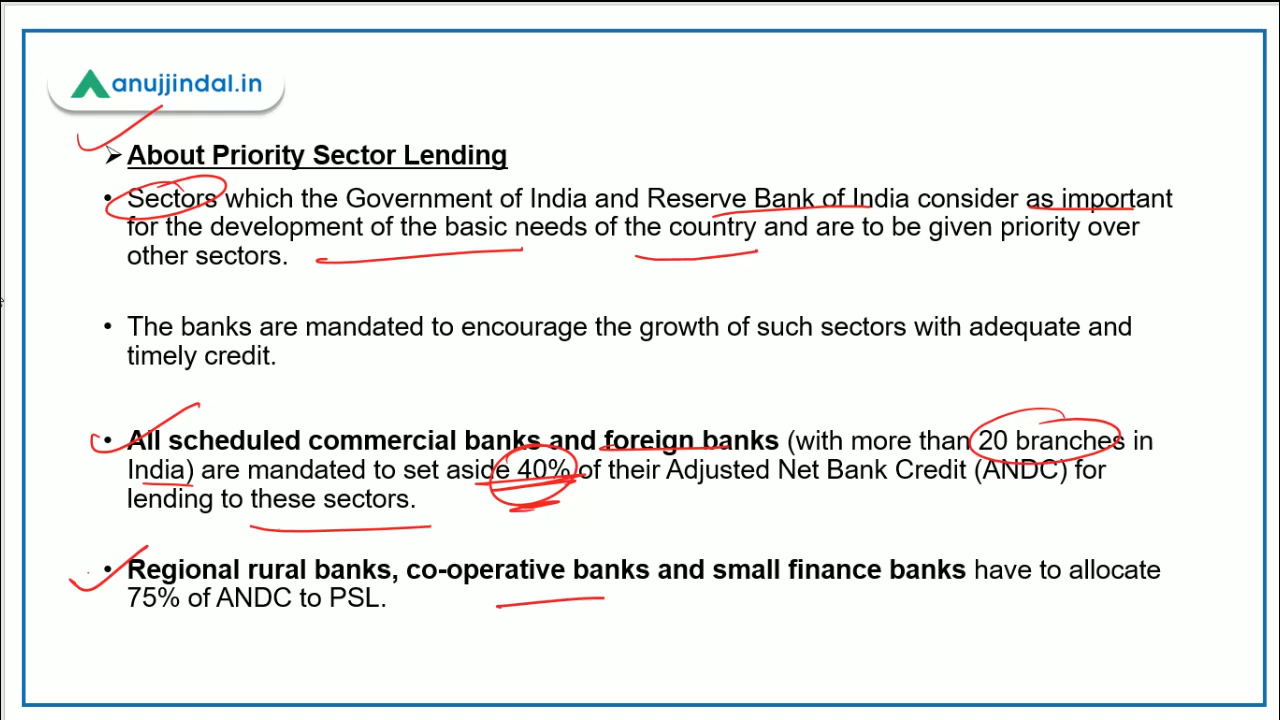 anujjindal.in
About Priority Sector Lending
• Sectors which the Government of India and Reserve Bank of India consider as important
for the development of the basic needs of the country and are to be given priority over
other sectors.
• The banks are mandated to encourage the growth of such sectors with adequate and
timely credit.
• All scheduled commercial banks and foreign banks (with more than 20 branches in
India) are mandated to set aside 40% of their Adjusted Net Bank Credit (ANDC) for
lending to these sectors.
• Regional rural banks, co-operative banks and small finance banks have to allocate
75% of ANDC to PSL.